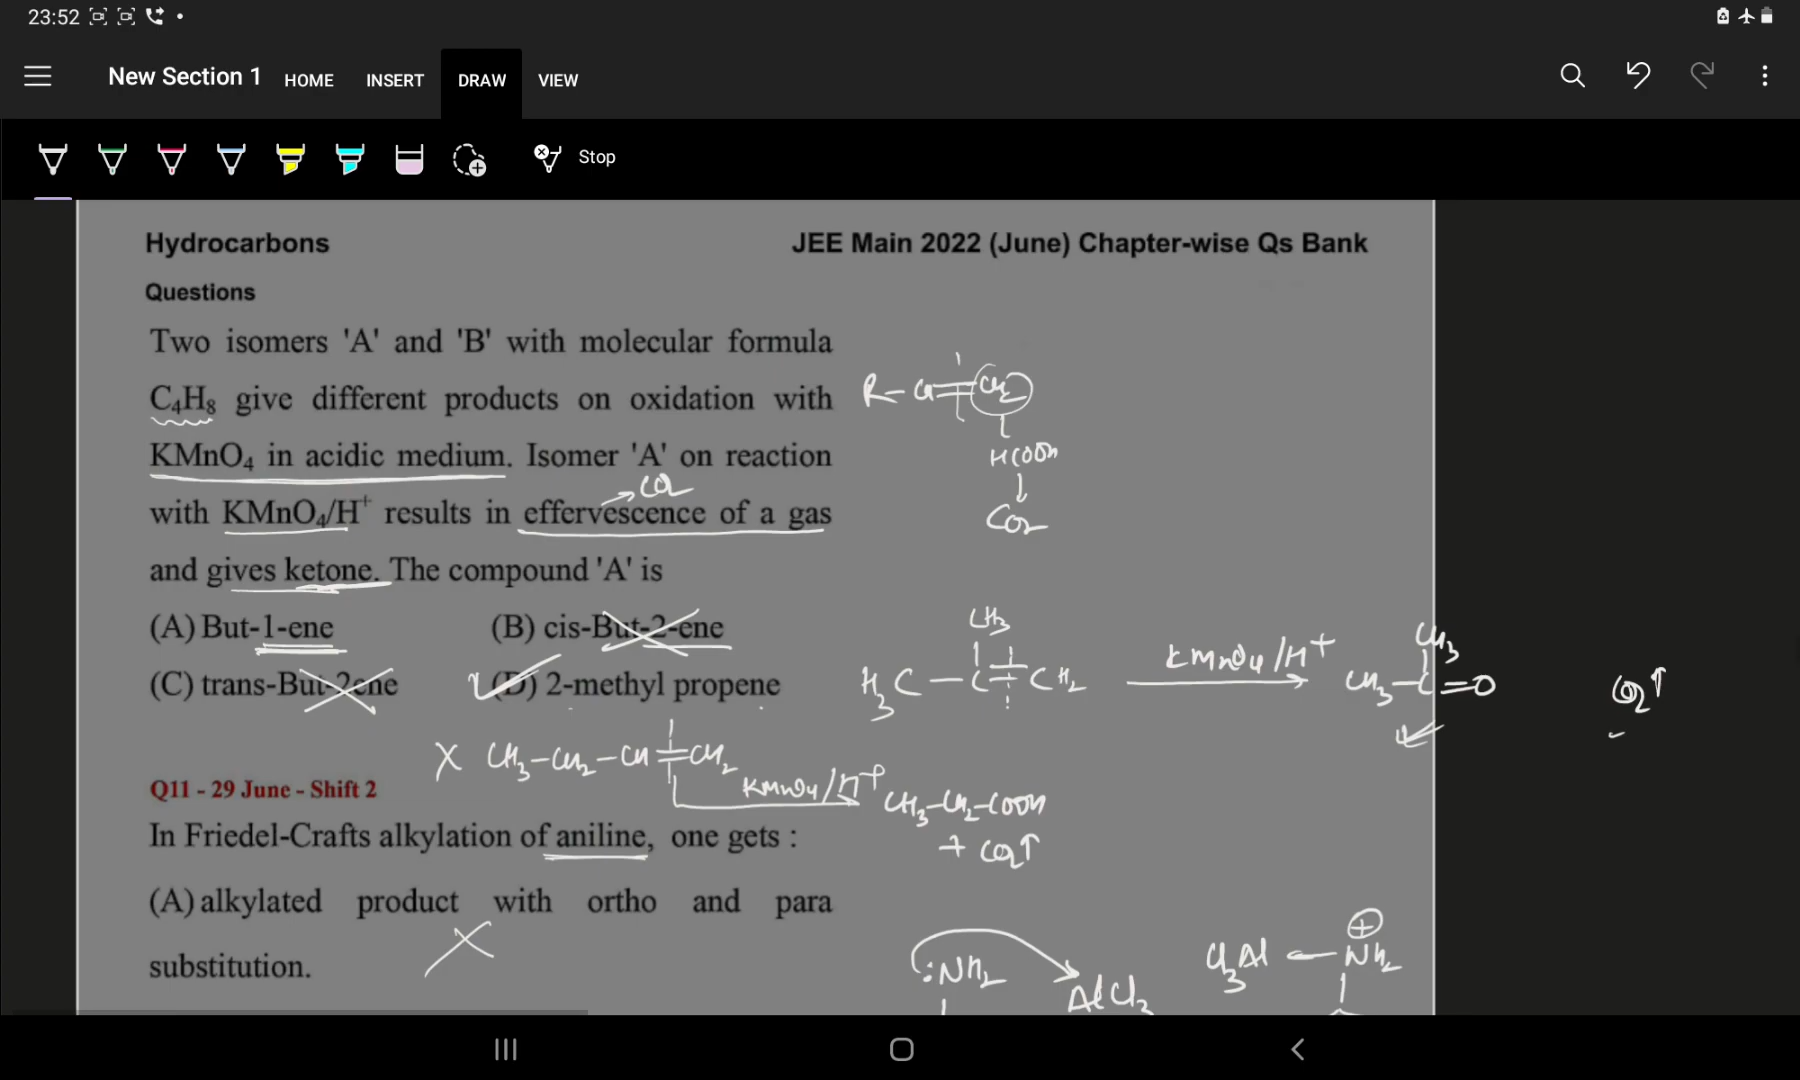 23:52
New Section 1 HOME INSERT DRAW VIEW
Stop
Hydrocarbons JEE Main 2022 (June) Chapter-wise Qs Bank
Questions
Two isomers 'A' and 'B' with molecular formula
C₄H₈ give different products on oxidation with
KMnO₄ in acidic medium. Isomer 'A' on reaction
CO₂
with KMnO₄/H⁺ results in effervescence of a gas
and gives ketone. The compound 'A' is
(A) But-1-ene (B) cis-But-2-ene
(C) trans-But-2ene (D) 2-methyl propene
R-CH=CH₂
HCOOH
CO₂
CH₃
H₃C-C=CH₂ KMnO₄/H⁺ CH₃-C=O CO₂↑
CH₃
X CH₃-CH₂-CH=CH₂
KMnO₄/H⁺ CH₃-CH₂-COOH
+ CO₂↑
Q11 - 29 June - Shift 2
In Friedel-Crafts alkylation of aniline, one gets :
(A) alkylated product with ortho and para
substitution.
:NH₂ AlCl₃
Cl₃Al-NH₂
⊕